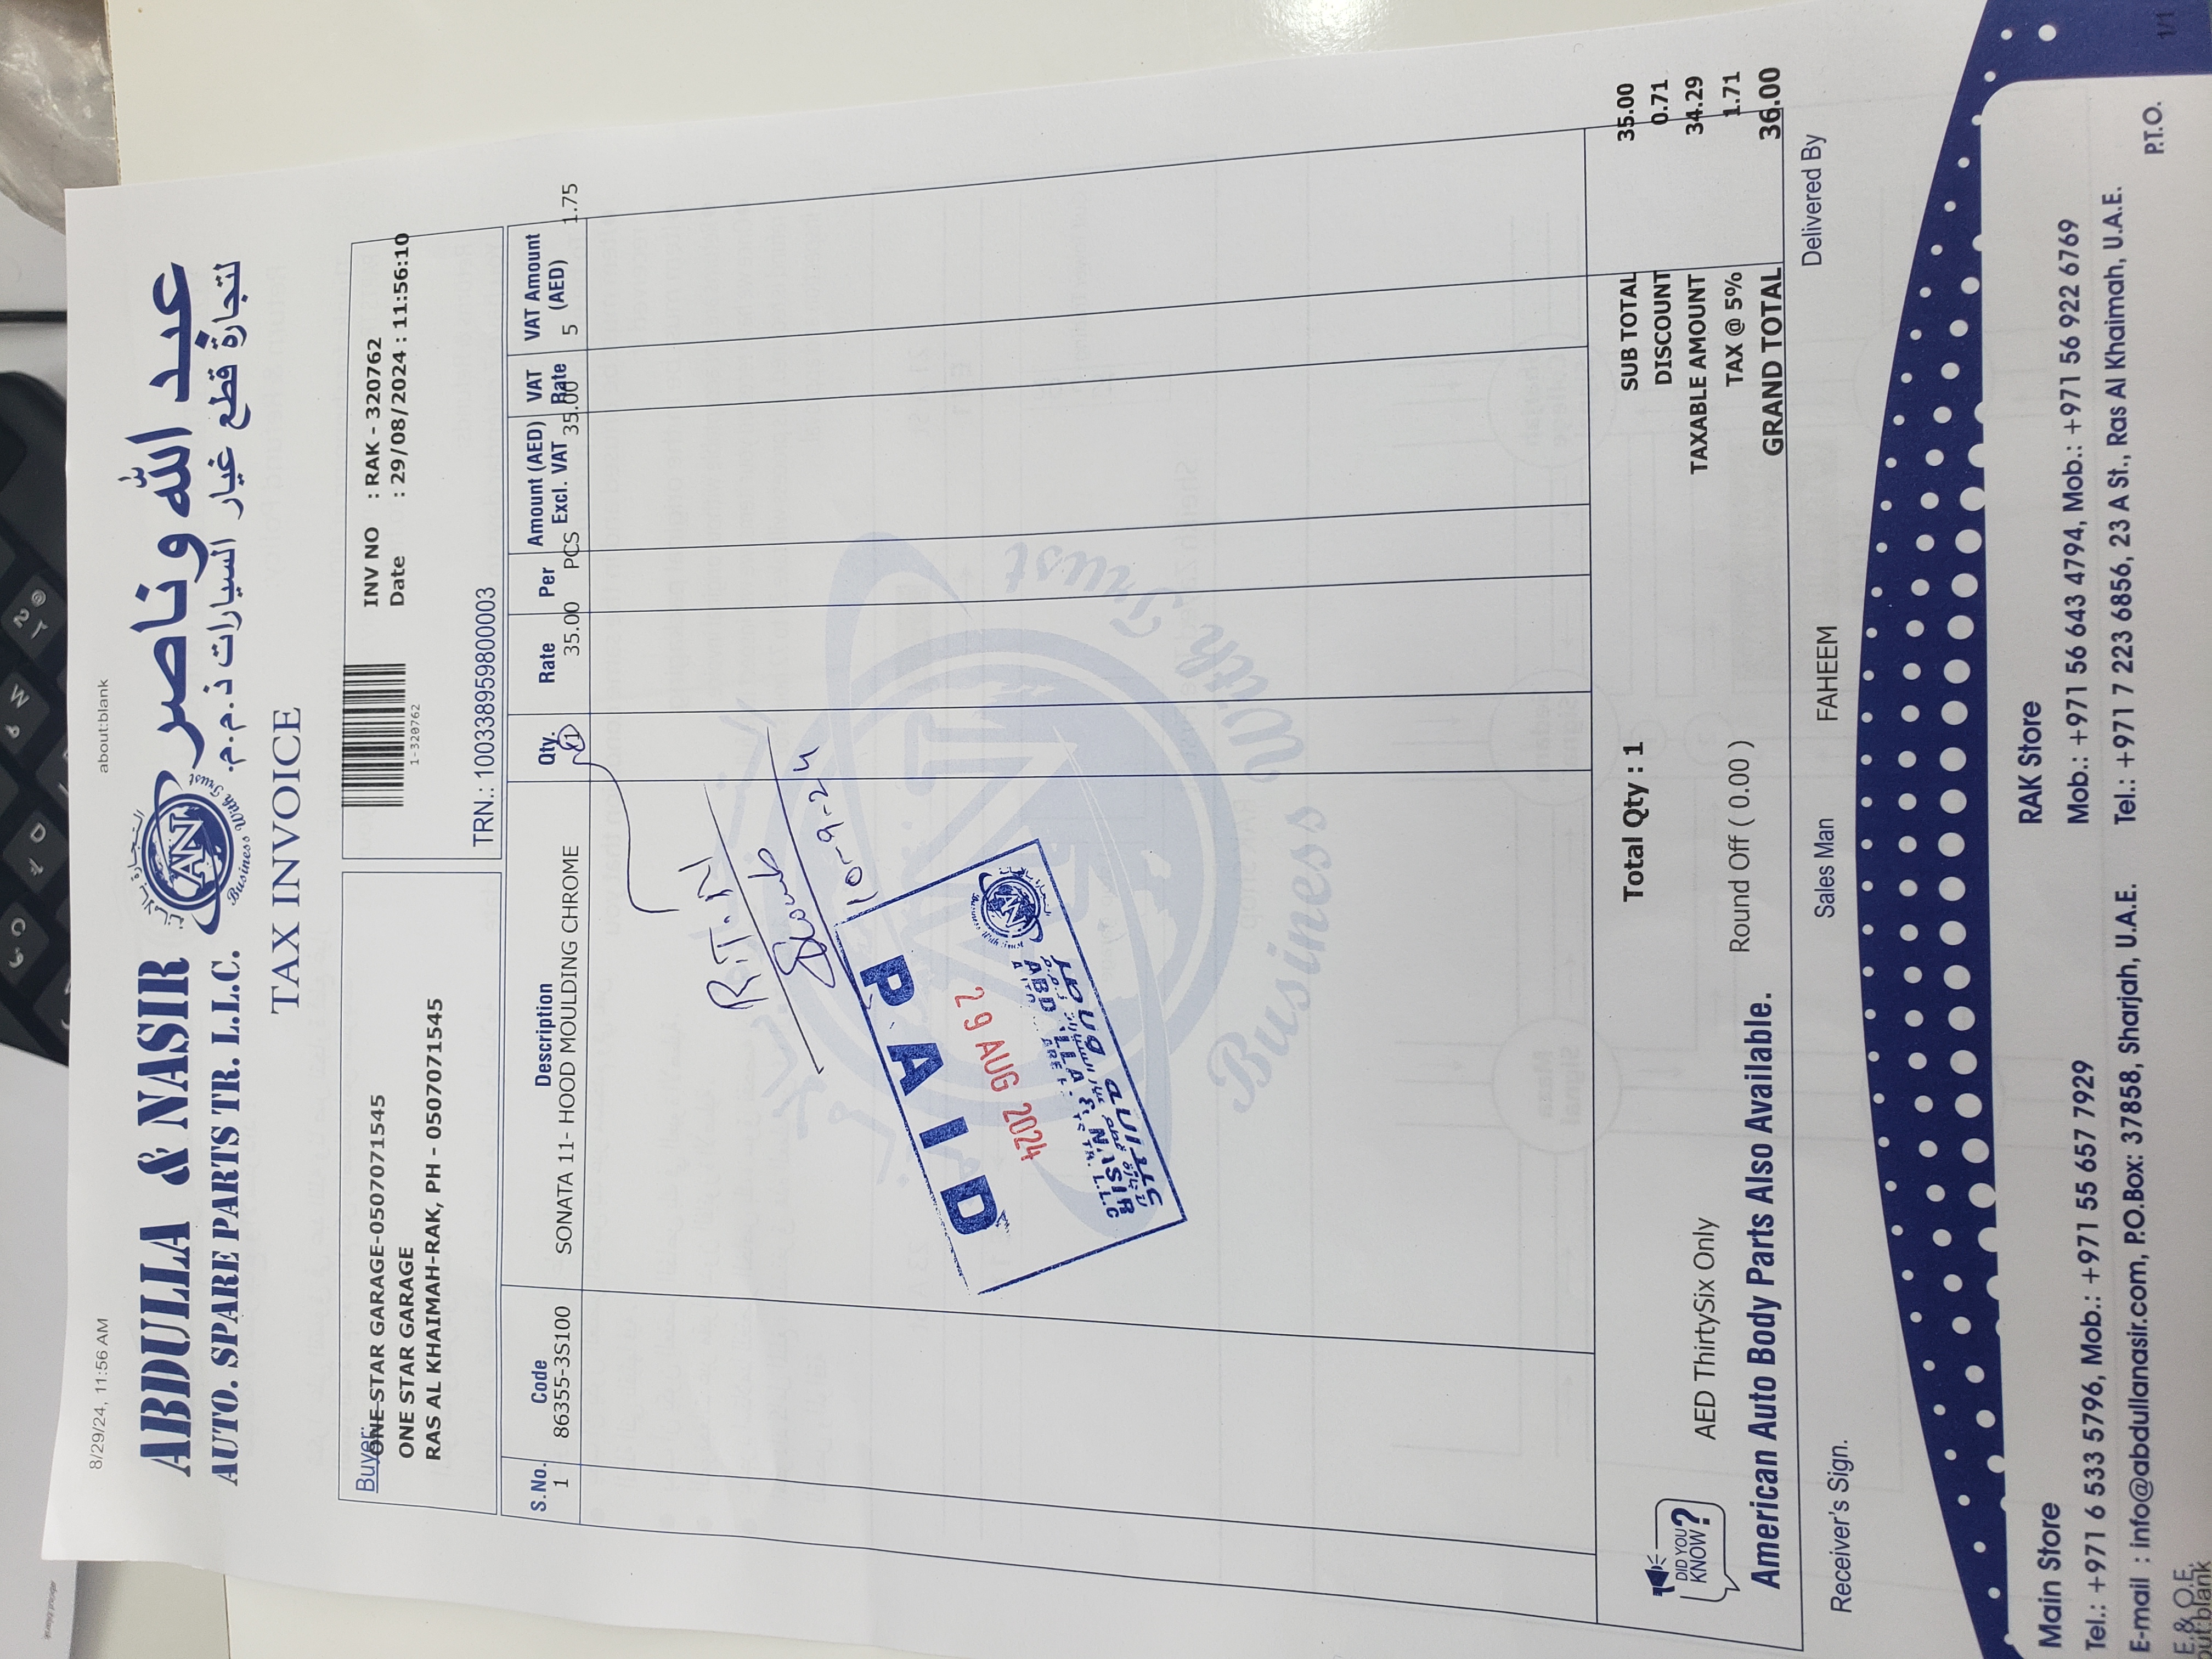 8/29/24, 11:56 AM
about:blank
ABDULLA & NASIR
AUTO. SPARE PARTS TR. L.L.C.
عبد الله وناصر
لتجارة قطع غيار السيارات ذ.م.م.
AN
Business With Trust
TAX INVOICE
Buyer:
ONE STAR GARAGE-0507071545
ONE STAR GARAGE
RAS AL KHAIMAH-RAK, PH - 0507071545
1-320762
INV NO : RAK - 320762
Date : 29/08/2024 : 11:56:10
TRN.: 100338959800003
S.No. Code Description Qty. Rate Per Amount (AED) Excl. VAT VAT Rate VAT Amount (AED)
1 86355-3S100 SONATA 11- HOOD MOULDING CHROME 1 35.00 PCS 35.00 5 1.75
R.T.N
10-9-24
PAID
29 AUG 2024
Business With Trust
Total Qty : 1
SUB TOTAL 35.00
DISCOUNT 0.71
TAXABLE AMOUNT 34.29
TAX @ 5% 1.71
GRAND TOTAL 36.00
AED ThirtySix Only
Round Off ( 0.00 )
DID YOU KNOW?
American Auto Body Parts Also Available.
Receiver's Sign.
Sales Man FAHEEM
Delivered By
Main Store
Tel.: +971 6 533 5796, Mob.: +971 55 657 7929
E-mail : info@abdullanasir.com, P.O.Box: 37858, Sharjah, U.A.E.
RAK Store
Mob.: +971 56 643 4794, Mob.: +971 56 922 6769
Tel.: +971 7 223 6856, 23 A St., Ras Al Khaimah, U.A.E.
E.& O.E.
P.T.O.
1/1